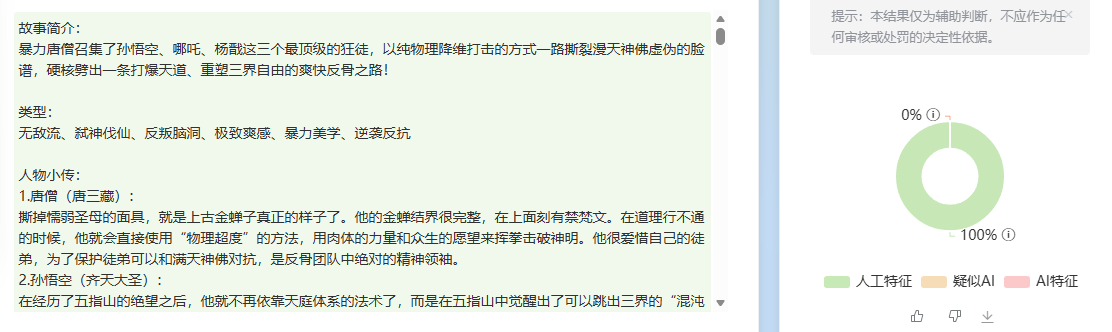 故事简介：
暴力唐僧召集了孙悟空、哪吒、杨戬这三个最顶级的狂徒，以纯物理降维打击的方式一路撕裂漫天神佛虚伪的脸
谱，硬核劈出一条打爆天道、重塑三界自由的爽快反骨之路！
类型：
无敌流、弑神伐仙、反叛脑洞、极致爽感、暴力美学、逆袭反抗
人物小传：
1.唐僧（唐三藏）：
撕掉懦弱圣母的面具，就是上古金蝉子真正的样子了。他的金蝉结界很完整，在上面刻有禁梵文。在道理行不通
的时候，他就会直接使用“物理超度”的方法，用肉体的力量和众生的愿望来挥拳击破神明。他很爱惜自己的徒
弟，为了保护徒弟可以和满天神佛对抗，是反骨团队中绝对的精神领袖。
2.孙悟空（齐天大圣）：
在经历了五指山的绝望之后，他就不再依靠天庭体系的法术了，而是在五指山中觉醒出了可以跳出三界的“混沌
提示：本结果仅为辅助判断，不应作为任
何审核或处罚的决定性依据。
0%
100%
人工特征
疑似AI
AI特征